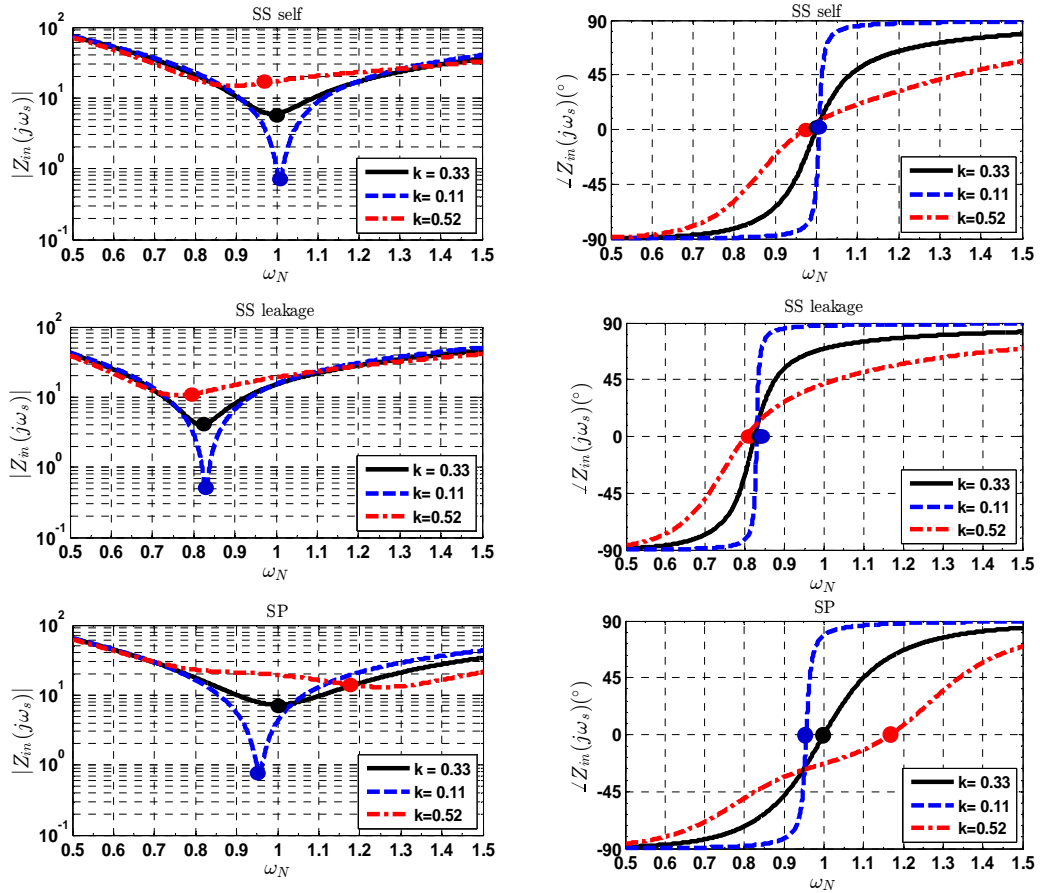 SS self
10^2
10^1
10^0
10^-1
|Z_in(jω_s)|
k = 0.33
k= 0.11
k=0.52
0.5 0.6 0.7 0.8 0.9 1 1.1 1.2 1.3 1.4 1.5
ω_N
SS self
90
45
0
-45
-90
∠Z_in(jω_s)(°)
k = 0.33
k= 0.11
k=0.52
0.5 0.6 0.7 0.8 0.9 1 1.1 1.2 1.3 1.4 1.5
ω_N
SS leakage
10^2
10^1
10^0
10^-1
|Z_in(jω_s)|
k = 0.33
k= 0.11
k=0.52
0.5 0.6 0.7 0.8 0.9 1 1.1 1.2 1.3 1.4 1.5
ω_N
SS leakage
90
45
0
-45
-90
∠Z_in(jω_s)(°)
k = 0.33
k= 0.11
k=0.52
0.5 0.6 0.7 0.8 0.9 1 1.1 1.2 1.3 1.4 1.5
ω_N
SP
10^2
10^1
10^0
10^-1
|Z_in(jω_s)|
k = 0.33
k= 0.11
k=0.52
0.5 0.6 0.7 0.8 0.9 1 1.1 1.2 1.3 1.4 1.5
ω_N
SP
90
45
0
-45
-90
∠Z_in(jω_s)(°)
k = 0.33
k= 0.11
k=0.52
0.5 0.6 0.7 0.8 0.9 1 1.1 1.2 1.3 1.4 1.5
ω_N